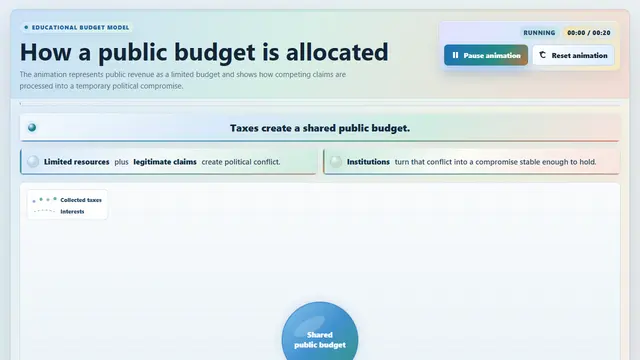 EDUCATIONAL BUDGET MODEL
How a public budget is allocated
The animation represents public revenue as a limited budget and shows how competing claims are
processed into a temporary political compromise.
RUNNING
00:00 / 00:20
Pause animation
Reset animation
Taxes create a shared public budget.
Limited resources plus legitimate claims create political conflict.
Institutions turn that conflict into a compromise stable enough to hold.
Collected taxes
Interests
Shared
public budget